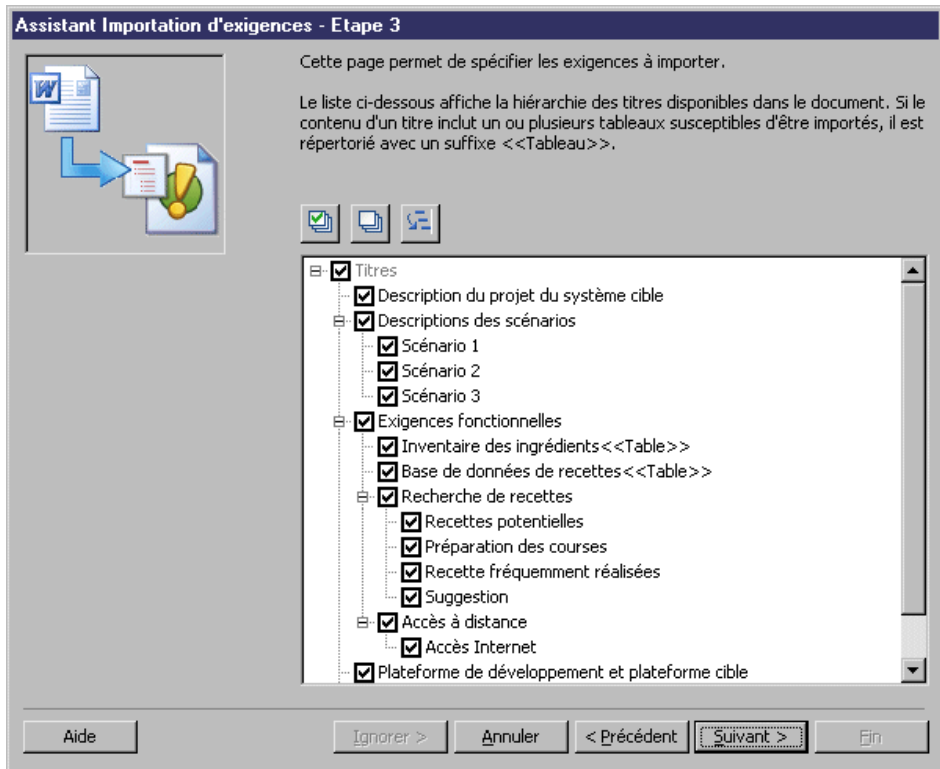 Assistant Importation d'exigences - Etape 3
Cette page permet de spécifier les exigences à importer.
Le liste ci-dessous affiche la hiérarchie des titres disponibles dans le document. Si le
contenu d'un titre inclut un ou plusieurs tableaux susceptibles d'être importés, il est
répertorié avec un suffixe <<Tableau>>.
W
Titres
Description du projet du système cible
Descriptions des scénarios
Scénario 1
Scénario 2
Scénario 3
Exigences fonctionnelles
Inventaire des ingrédients<<Table>>
Base de données de recettes<<Table>>
Recherche de recettes
Recettes potentielles
Préparation des courses
Recette fréquemment réalisées
Suggestion
Accès à distance
Accès Internet
Plateforme de développement et plateforme cible
Aide
Ignorer >
Annuler
< Précédent
Suivant >
Fin